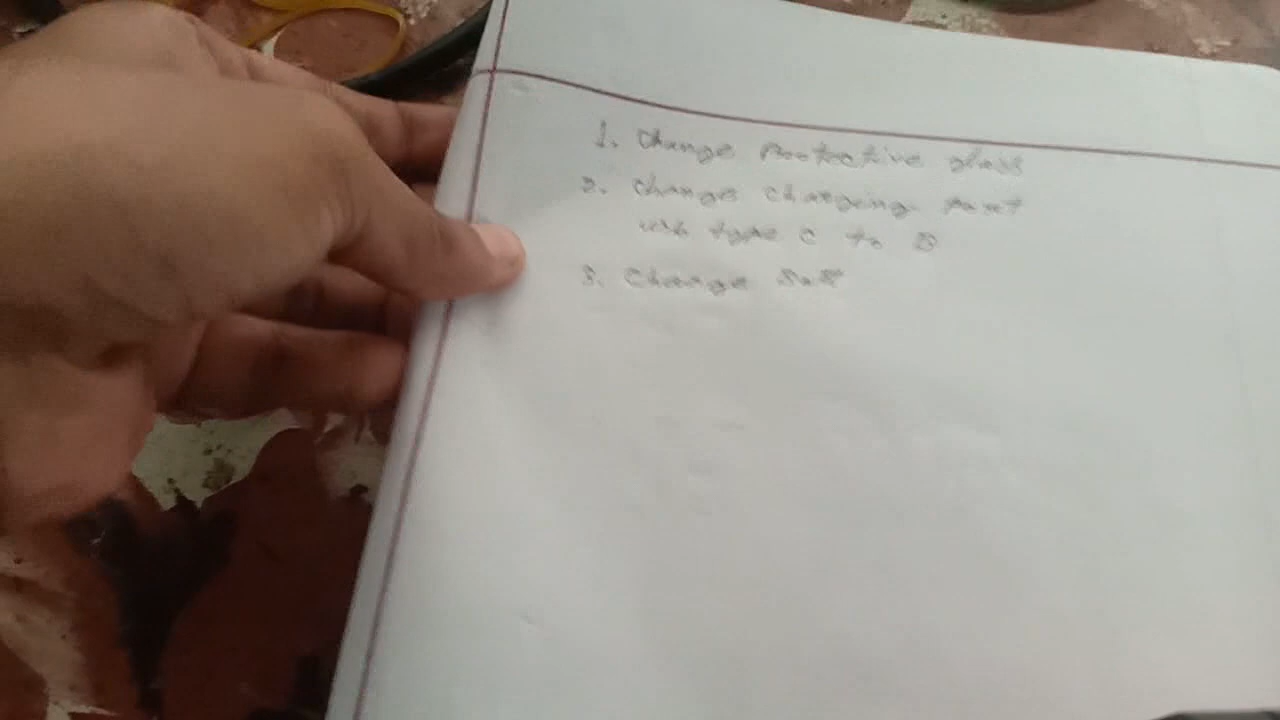 1. Change Protective glass
2. Change charging port
usb type C to B
3. Change